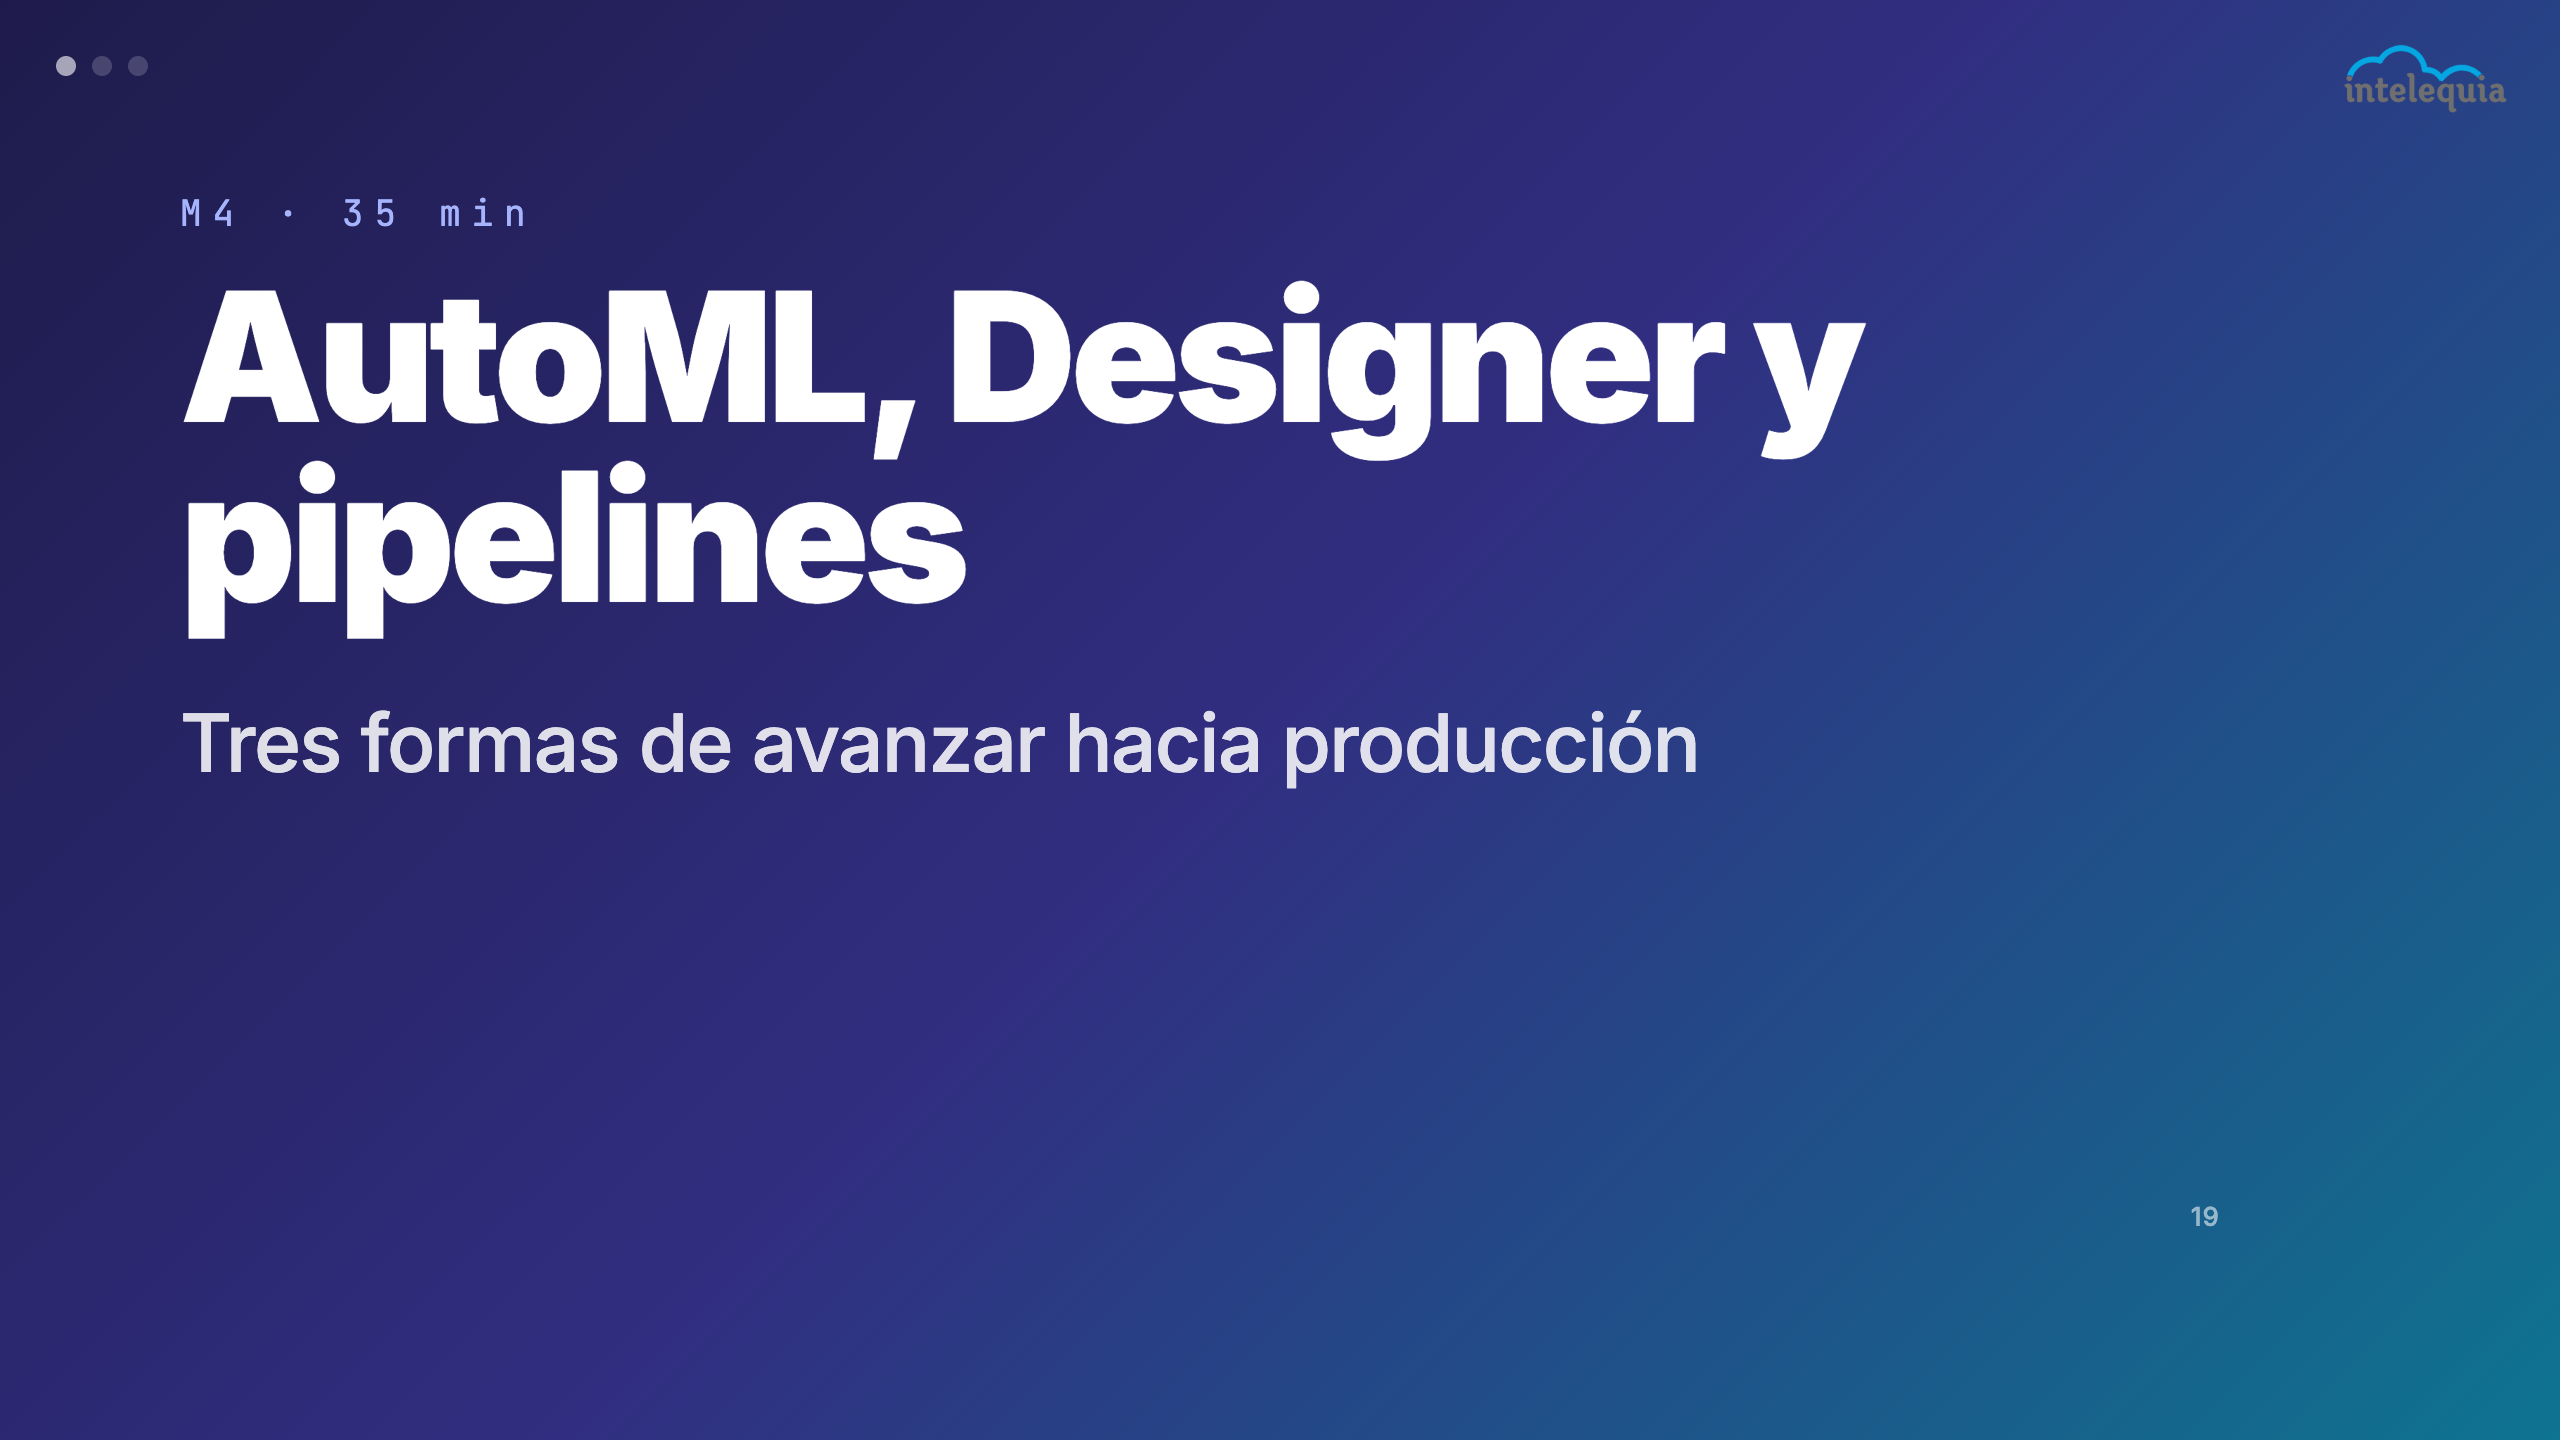 intelequia
M4 · 35 min
AutoML, Designer y
pipelines
Tres formas de avanzar hacia producción
19